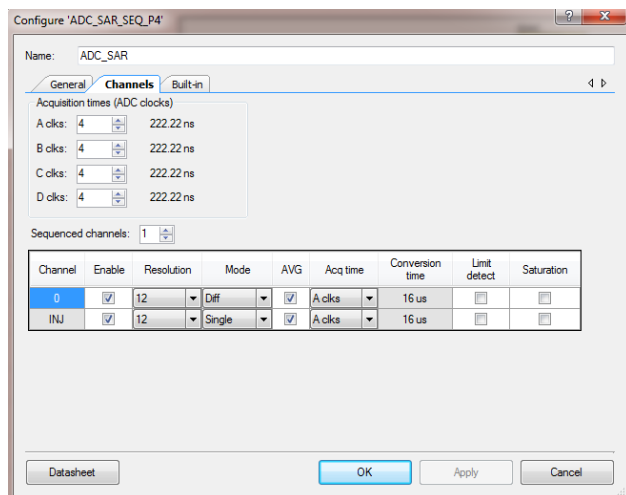 Configure 'ADC_SAR_SEQ_P4'
Name: ADC_SAR
General Channels Built-in
Acquisition times (ADC clocks)
A clks: 4 222.22 ns
B clks: 4 222.22 ns
C clks: 4 222.22 ns
D clks: 4 222.22 ns
Sequenced channels: 1
Channel Enable Resolution Mode AVG Acq time Conversion time Limit detect Saturation
0 12 Diff A clks 16 us
INJ 12 Single A clks 16 us
Datasheet OK Apply Cancel